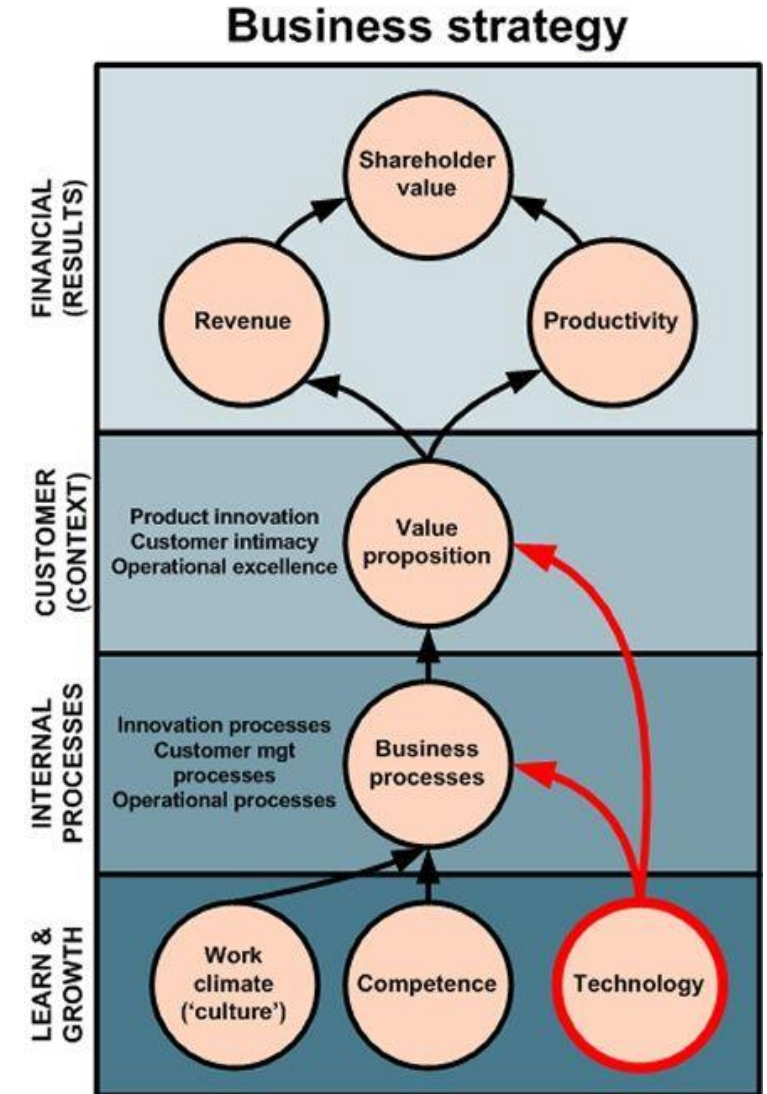 Business strategy
FINANCIAL
(RESULTS)
Shareholder
value
Revenue
Productivity
CUSTOMER
(CONTEXT)
Product innovation
Customer intimacy
Operational excellence
Value
proposition
INTERNAL
PROCESSES
Innovation processes
Customer mgt
processes
Operational processes
Business
processes
LEARN &
GROWTH
Work
climate
(‘culture’)
Competence
Technology